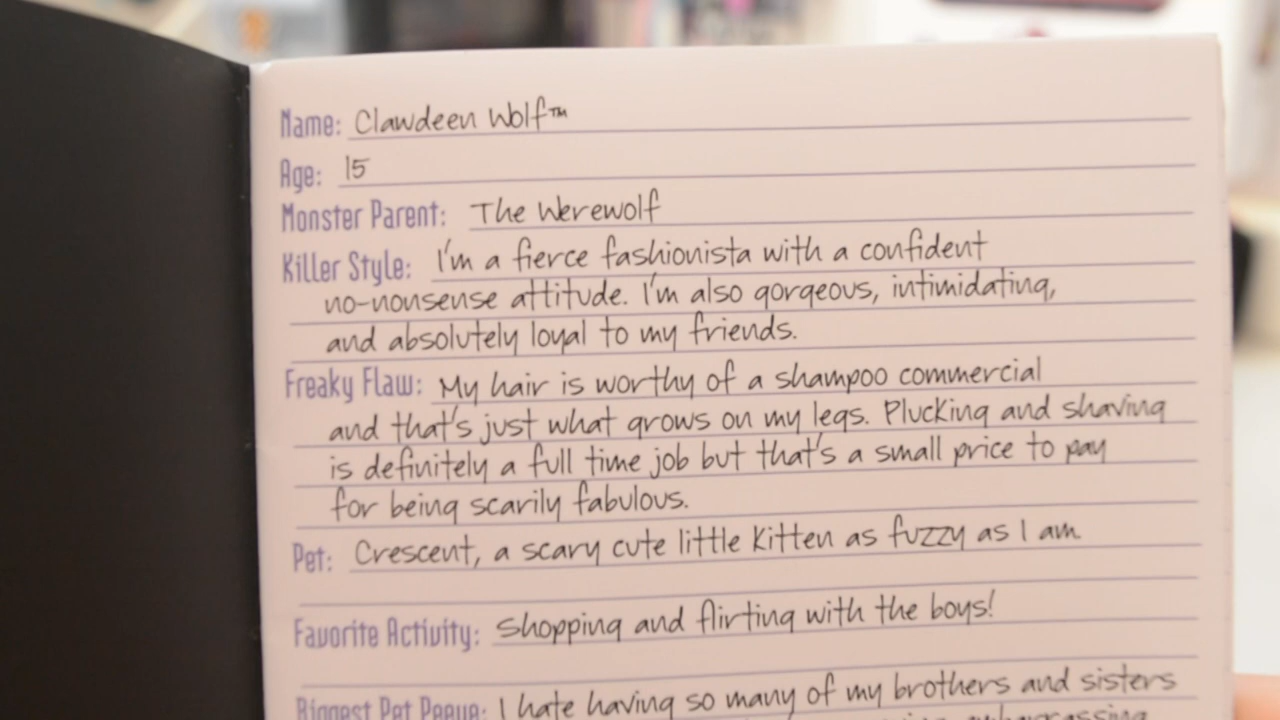 Name: Clawdeen Wolf™
Age: 15
Monster Parent: The Werewolf
Killer Style: I'm a fierce fashionista with a confident
no-nonsense attitude. I'm also gorgeous, intimidating,
and absolutely loyal to my friends.
Freaky Flaw: My hair is worthy of a shampoo commercial
and that's just what grows on my legs. Plucking and shaving
is definitely a full time job but that's a small price to pay
for being scarily fabulous.
Pet: Crescent, a scary cute little kitten as fuzzy as I am.
Favorite Activity: Shopping and flirting with the boys!
Biggest Pet Peeve: I hate having so many of my brothers and sisters
embarrassing